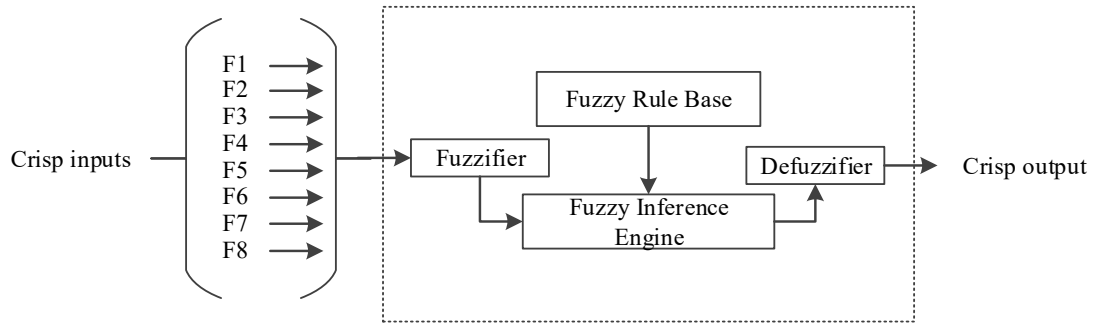 Crisp inputs
F1
F2
F3
F4
F5
F6
F7
F8
Fuzzifier
Fuzzy Rule Base
Fuzzy Inference
Engine
Defuzzifier
Crisp output